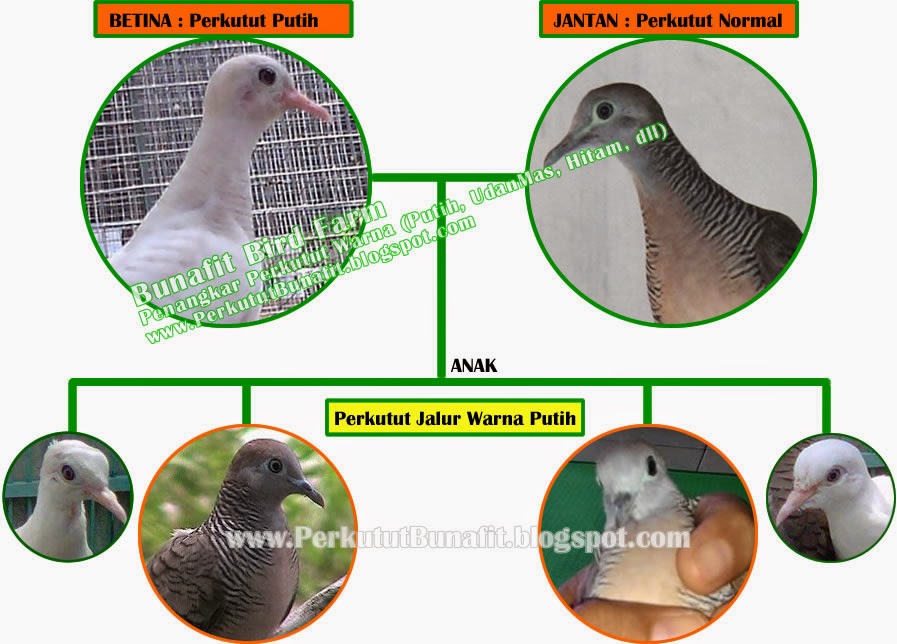 BETINA : Perkutut Putih
JANTAN : Perkutut Normal
Bunafit Bird Farm
Penangkar Perkutut Warna (Putih, UdanMas, Hitam, dll)
www.PerkututBunafit.blogspot.com
ANAK
Perkutut Jalur Warna Putih
www.PerkututBunafit.blogspot.com